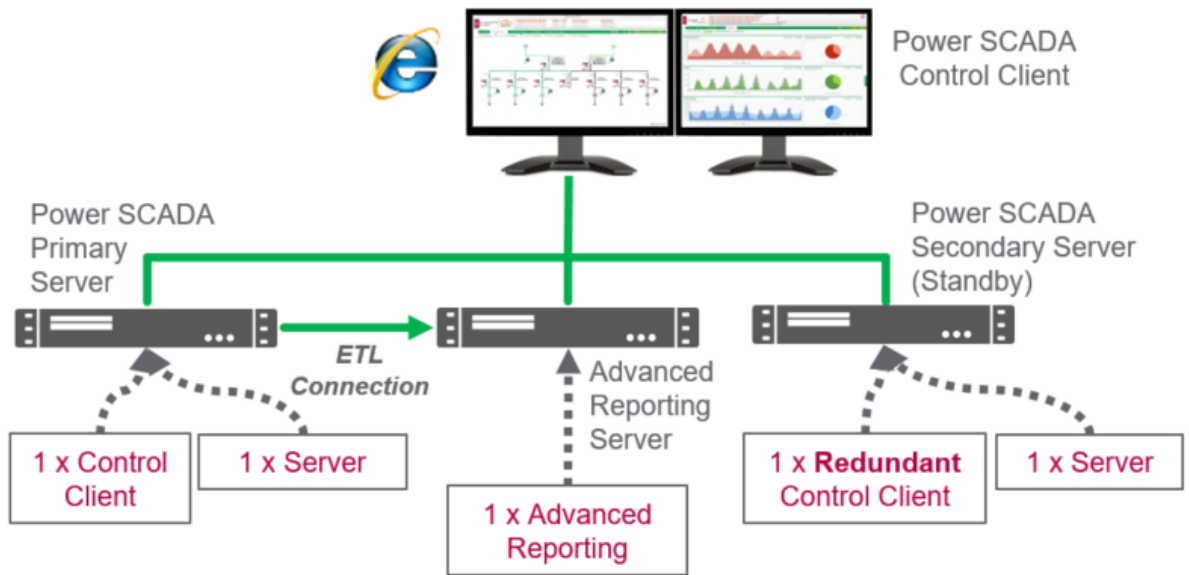 Power SCADA
Control Client
Power SCADA
Primary
Server
Power SCADA
Secondary Server
(Standby)
ETL
Connection
Advanced
Reporting
Server
1 x Control
Client
1 x Server
1 x Advanced
Reporting
1 x Redundant
Control Client
1 x Server